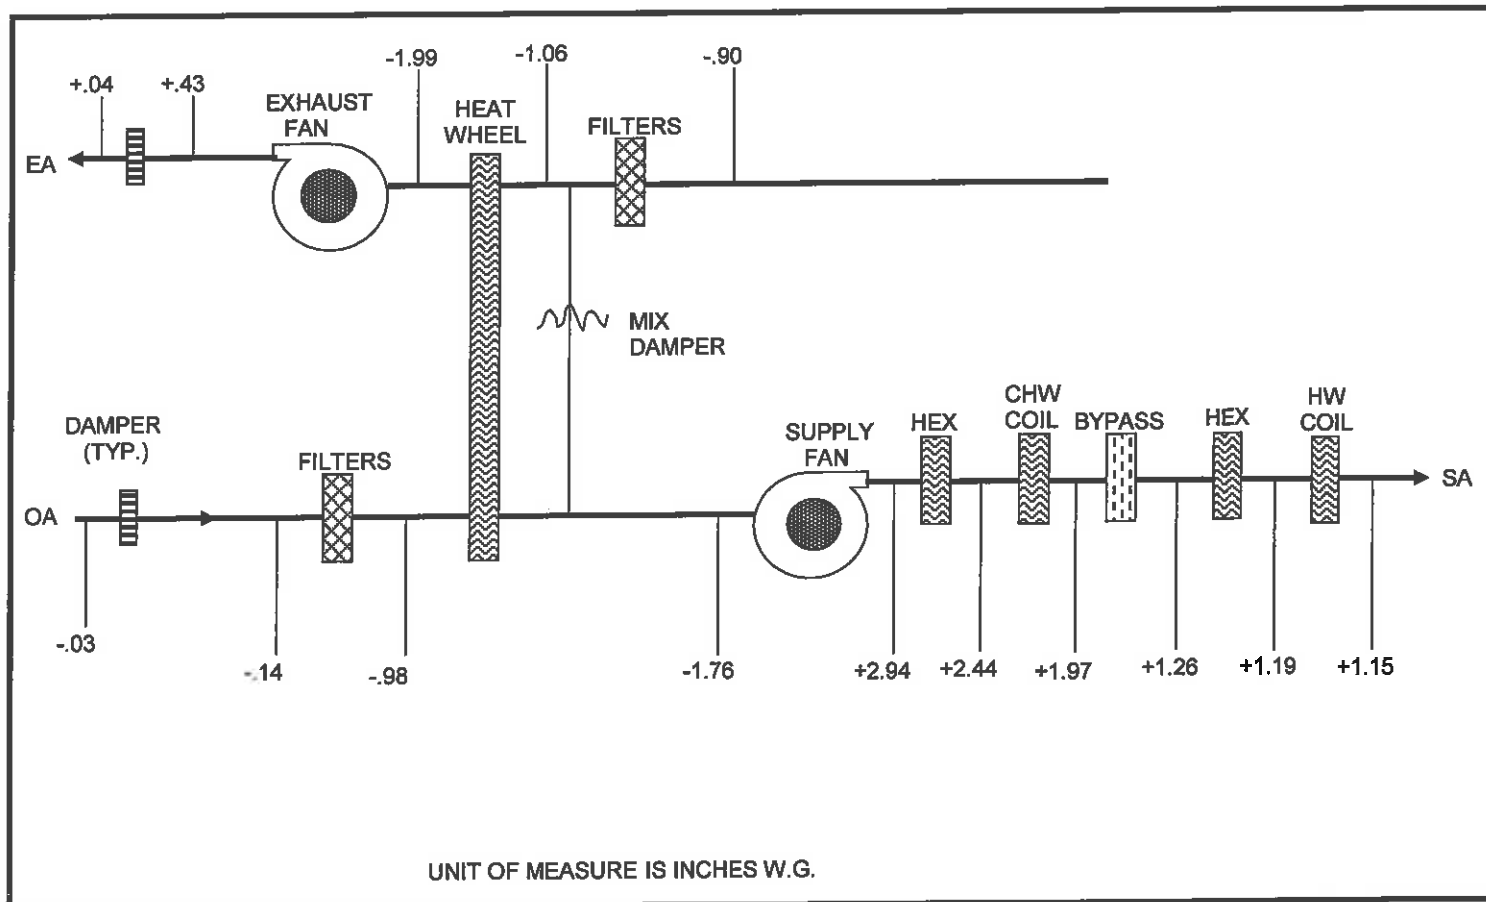 -1.99
-1.06
-.90
+.04
+.43
EXHAUST
FAN
HEAT
WHEEL
FILTERS
EA
MIX
DAMPER
DAMPER
(TYP.)
FILTERS
SUPPLY
FAN
HEX
CHW
COIL
BYPASS
HEX
HW
COIL
OA
SA
-.03
-.14
-.98
-1.76
+2.94
+2.44
+1.97
+1.26
+1.19
+1.15
UNIT OF MEASURE IS INCHES W.G.